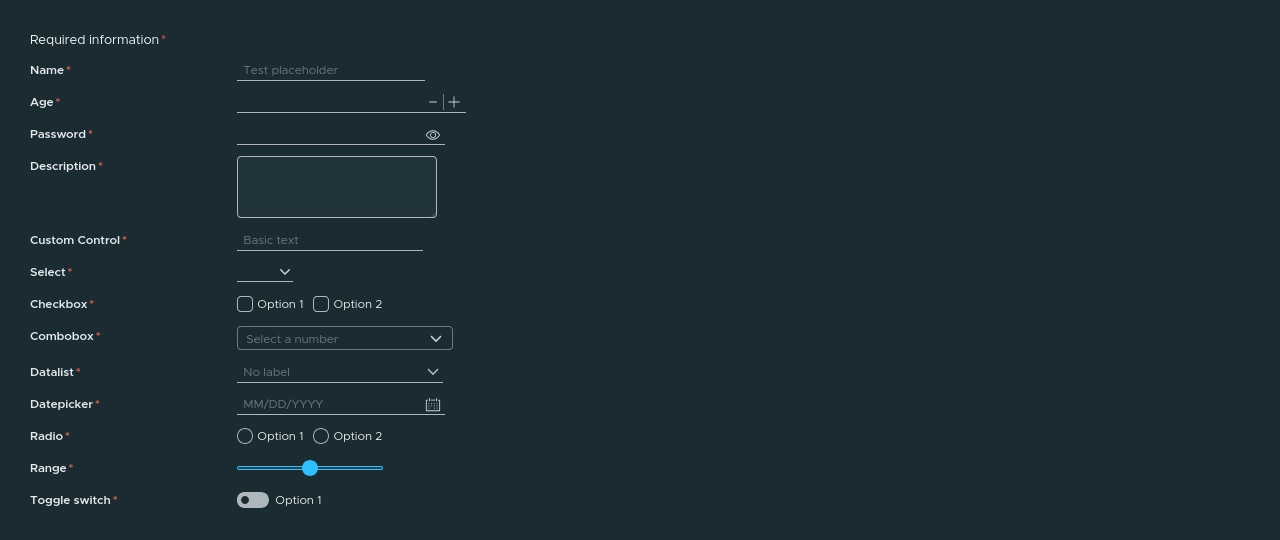 Required information*
Name* Test placeholder
Age*
Password*
Description*
Custom Control* Basic text
Select*
Checkbox* Option 1 Option 2
Combobox* Select a number
Datalist* No label
Datepicker* MM/DD/YYYY
Radio* Option 1 Option 2
Range*
Toggle switch* Option 1